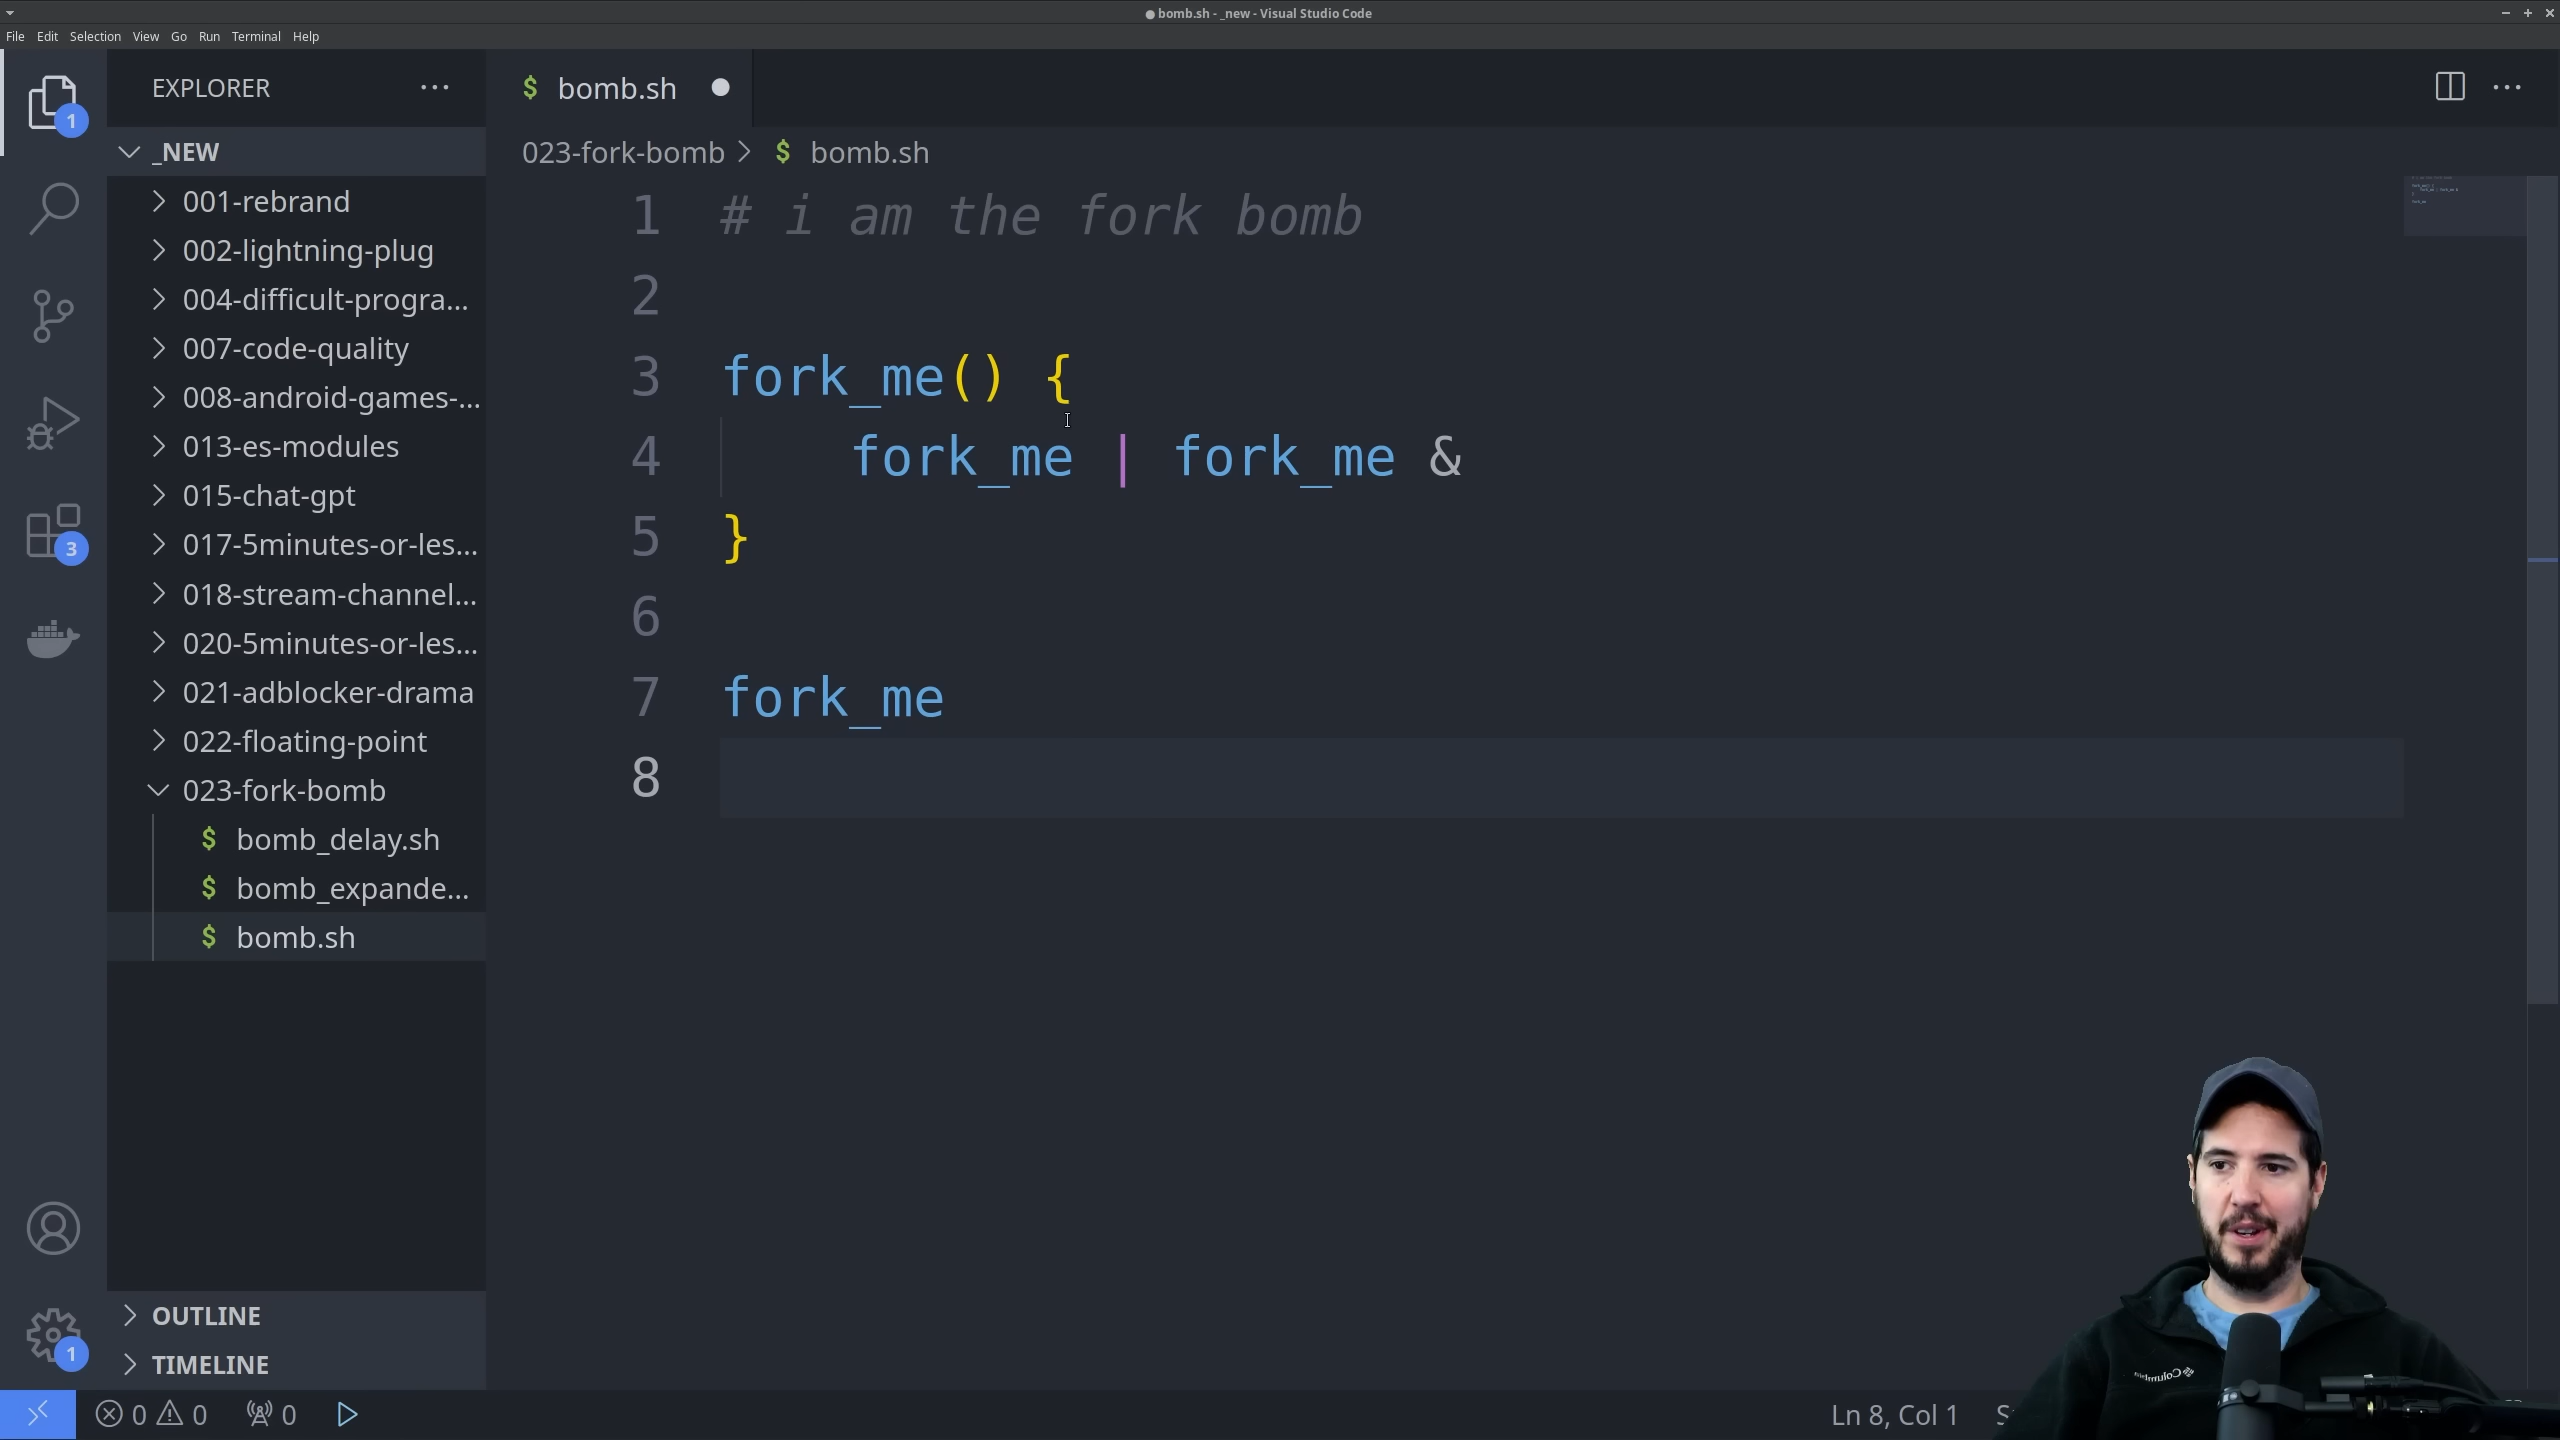 bomb.sh - _new - Visual Studio Code
File Edit Selection View Go Run Terminal Help
EXPLORER
1
_NEW
001-rebrand
002-lightning-plug
004-difficult-progra...
007-code-quality
008-android-games-...
013-es-modules
015-chat-gpt
017-5minutes-or-les...
3
018-stream-channel...
020-5minutes-or-les...
021-adblocker-drama
022-floating-point
023-fork-bomb
$ bomb_delay.sh
$ bomb_expande...
$ bomb.sh
OUTLINE
TIMELINE
1
$ bomb.sh
023-fork-bomb > $ bomb.sh
1 # i am the fork bomb
2
3 fork_me() {
4 fork_me | fork_me &
5 }
6
7 fork_me
8
Columbia
0 0 0
Ln 8, Col 1